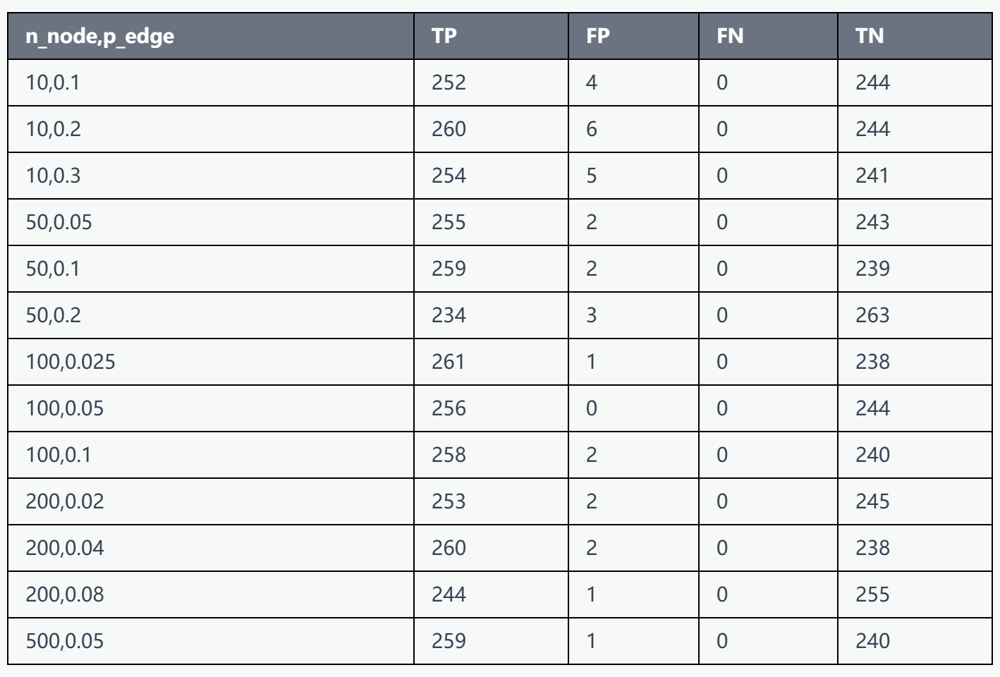 n_node,p_edge TP FP FN TN
10,0.1 252 4 0 244
10,0.2 260 6 0 244
10,0.3 254 5 0 241
50,0.05 255 2 0 243
50,0.1 259 2 0 239
50,0.2 234 3 0 263
100,0.025 261 1 0 238
100,0.05 256 0 0 244
100,0.1 258 2 0 240
200,0.02 253 2 0 245
200,0.04 260 2 0 238
200,0.08 244 1 0 255
500,0.05 259 1 0 240